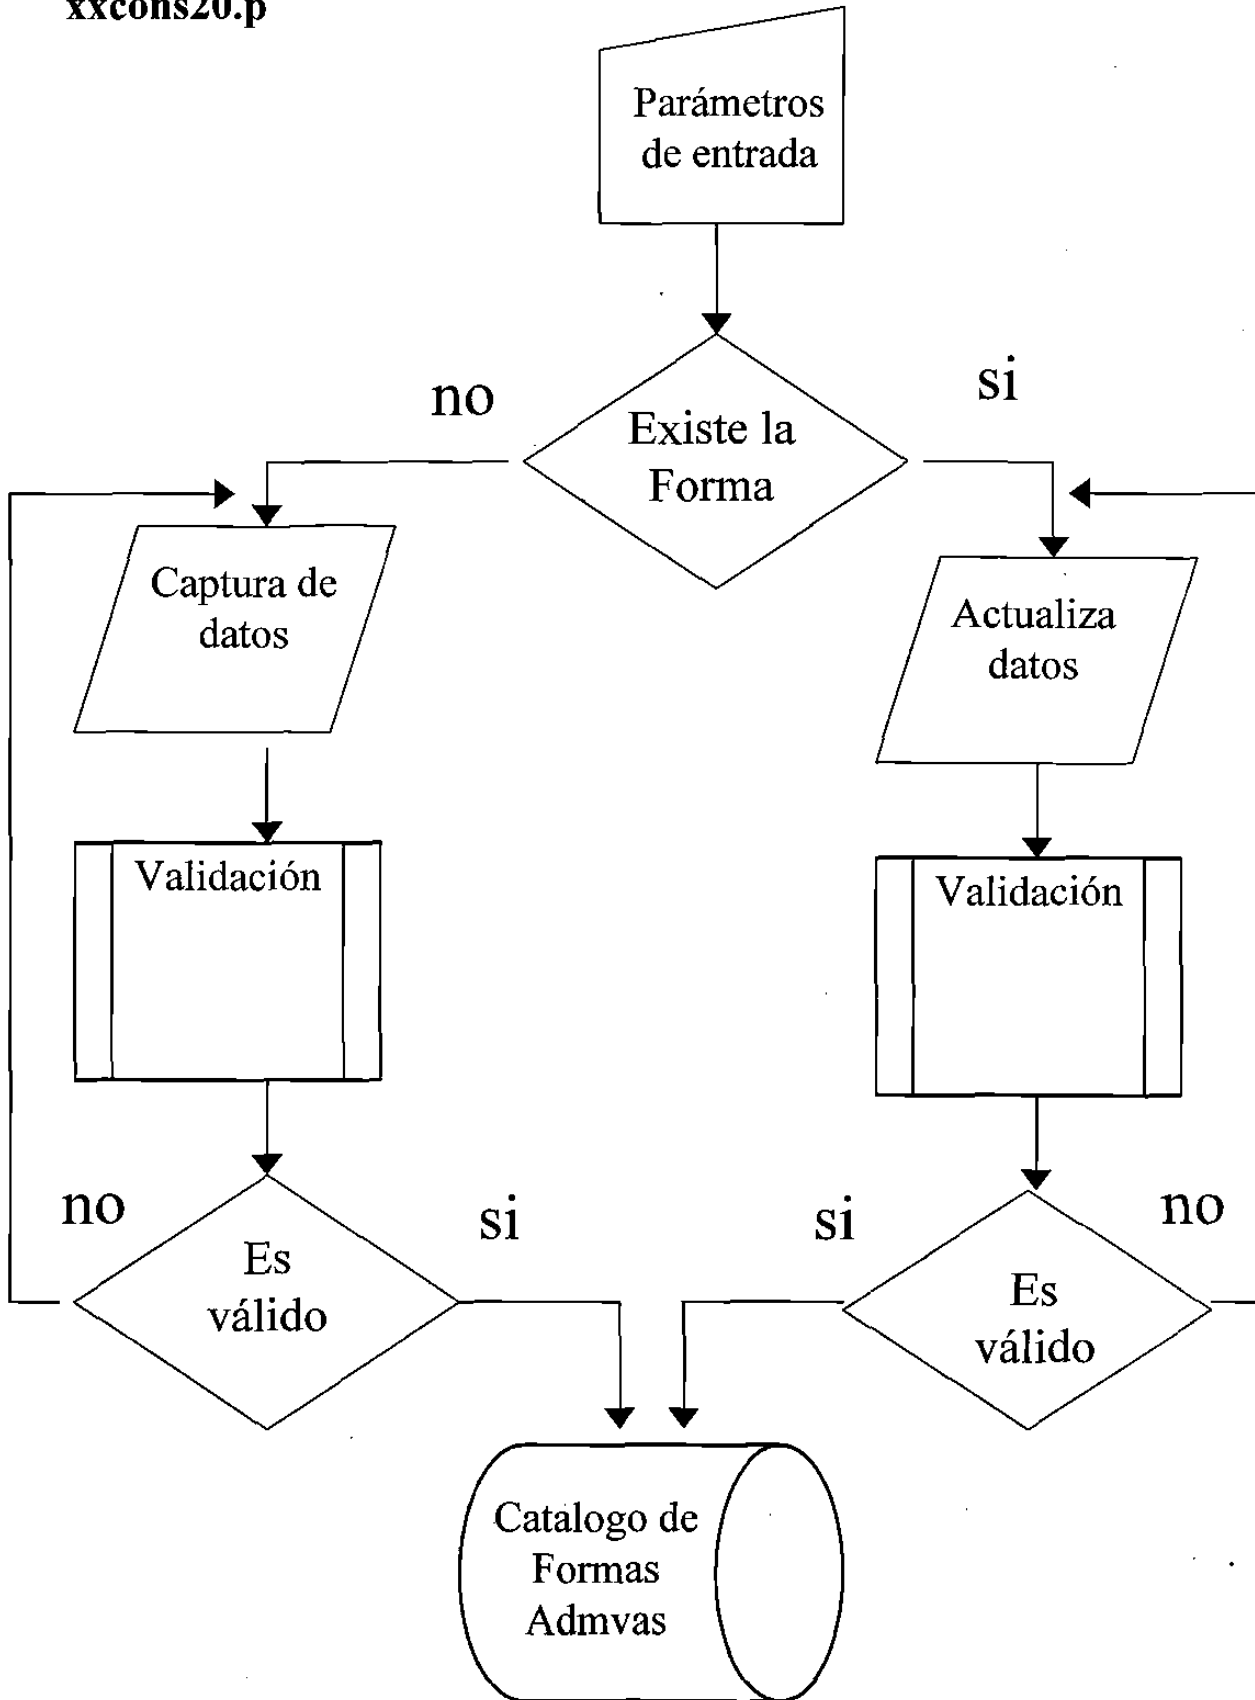 xxcons20.p
Parámetros
de entrada
no
si
Existe la
Forma
Captura de
datos
Actualiza
datos
Validación
Validación
no
si
si
no
Es
válido
Es
válido
Catalogo de
Formas
Admvas